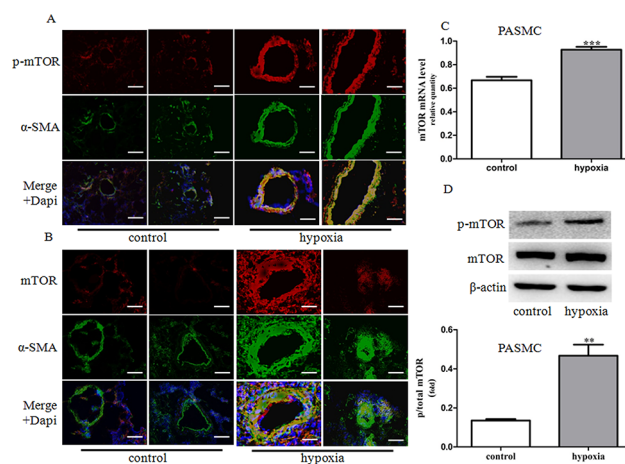 A
p-mTOR
α-SMA
Merge
+Dapi
control
hypoxia
B
mTOR
α-SMA
Merge
+Dapi
control
hypoxia
C
PASMC
***
mTOR mRNA level
relative quantity
1.0
0.8
0.6
0.4
0.2
0.0
control
hypoxia
D
p-mTOR
mTOR
β-actin
control
hypoxia
PASMC
**
p/total mTOR
(fold)
0.6
0.4
0.2
0.0
control
hypoxia